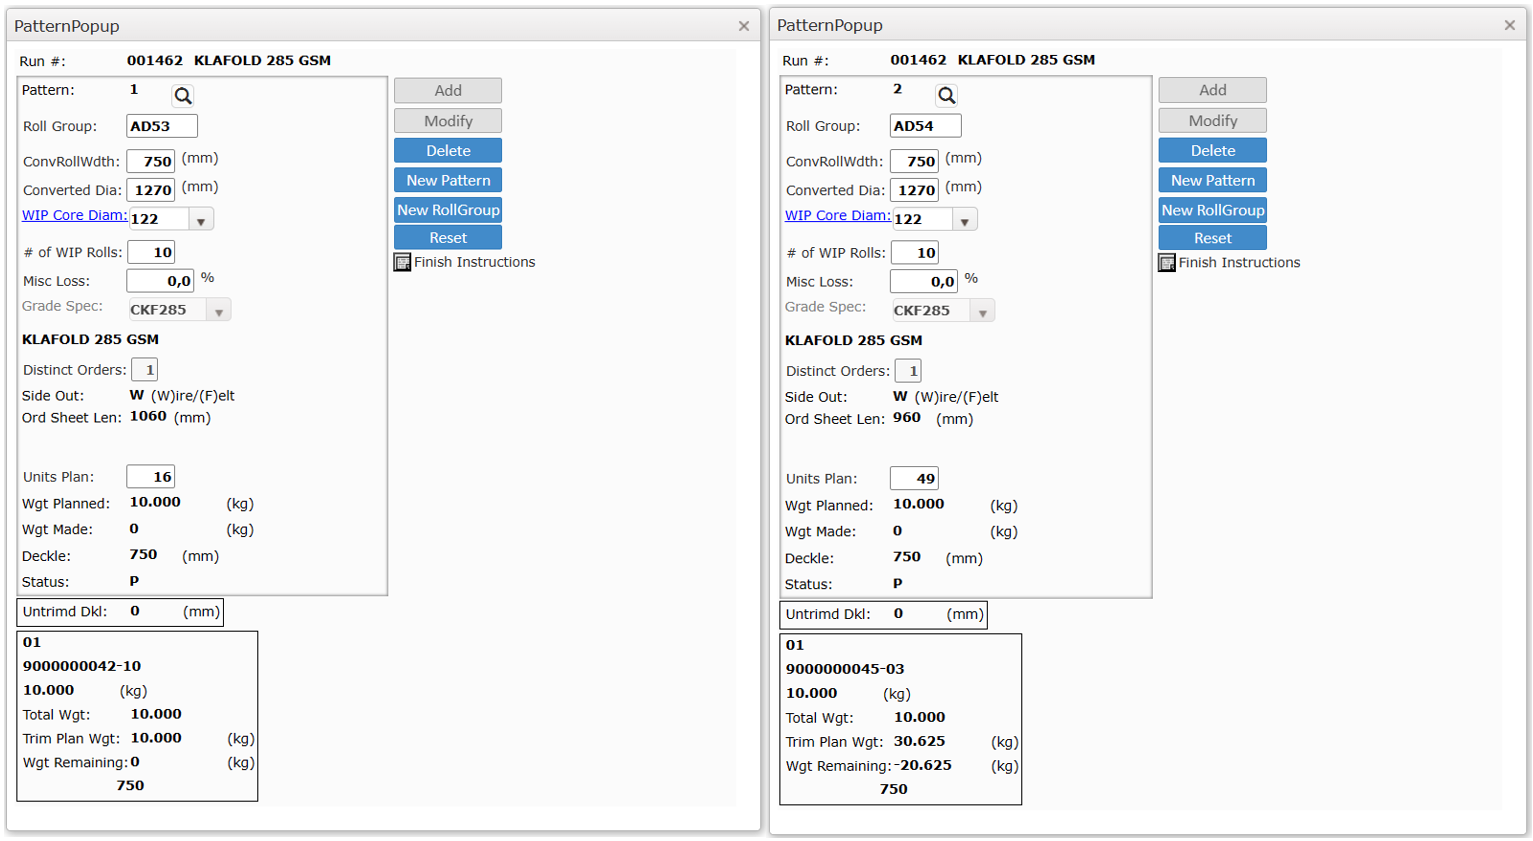 PatternPopup ×
Run #: 001462 KLAFOLD 285 GSM
Pattern: 1
Add
Roll Group: AD53
Modify
ConvRollWdth: 750 (mm)
Delete
Converted Dia: 1270 (mm)
New Pattern
WIP Core Diam: 122
New RollGroup
Reset
# of WIP Rolls: 10
Finish Instructions
Misc Loss: 0,0 %
Grade Spec: CKF285
KLAFOLD 285 GSM
Distinct Orders: 1
Side Out: W (W)ire/(F)elt
Ord Sheet Len: 1060 (mm)
Units Plan: 16
Wgt Planned: 10.000 (kg)
Wgt Made: 0 (kg)
Deckle: 750 (mm)
Status: P
Untrimd Dkl: 0 (mm)
01
9000000042-10
10.000 (kg)
Total Wgt: 10.000
Trim Plan Wgt: 10.000 (kg)
Wgt Remaining: 0 (kg)
750
PatternPopup ×
Run #: 001462 KLAFOLD 285 GSM
Pattern: 2
Add
Roll Group: AD54
Modify
ConvRollWdth: 750 (mm)
Delete
Converted Dia: 1270 (mm)
New Pattern
WIP Core Diam: 122
New RollGroup
Reset
# of WIP Rolls: 10
Finish Instructions
Misc Loss: 0,0 %
Grade Spec: CKF285
KLAFOLD 285 GSM
Distinct Orders: 1
Side Out: W (W)ire/(F)elt
Ord Sheet Len: 960 (mm)
Units Plan: 49
Wgt Planned: 10.000 (kg)
Wgt Made: 0 (kg)
Deckle: 750 (mm)
Status: P
Untrimd Dkl: 0 (mm)
01
9000000045-03
10.000 (kg)
Total Wgt: 10.000
Trim Plan Wgt: 30.625 (kg)
Wgt Remaining: -20.625 (kg)
750